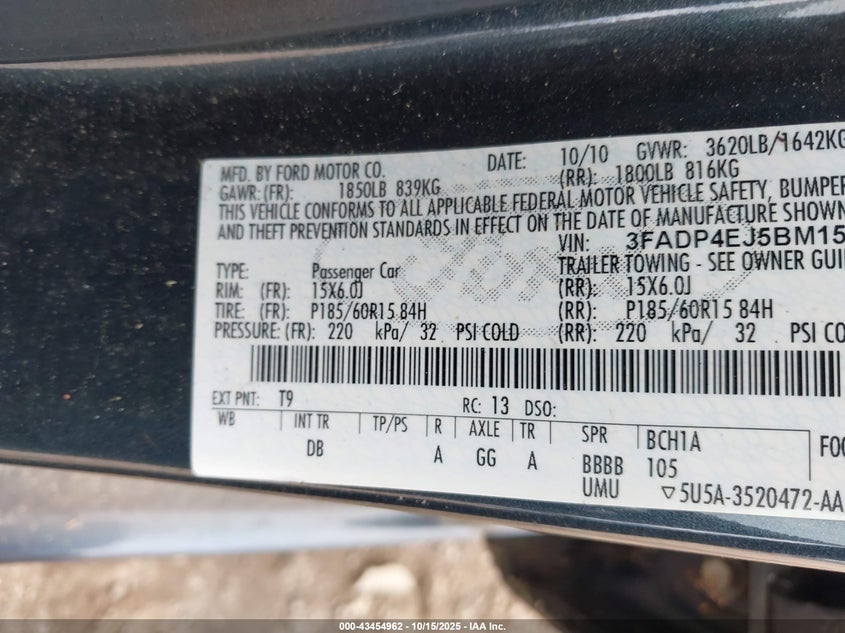 MFD. BY FORD MOTOR CO. DATE: 10/10 GVWR: 3620LB/1642KG
GAWR: (FR): 1850LB 839KG (RR): 1800LB 816KG
THIS VEHICLE CONFORMS TO ALL APPLICABLE FEDERAL MOTOR VEHICLE SAFETY, BUMPER
AND THEFT PREVENTION STANDARDS IN EFFECT ON THE DATE OF MANUFACTURE SHOWN
VIN: 3FADP4EJ5BM15
TYPE: Passenger Car TRAILER TOWING - SEE OWNER GUI
RIM: (FR): 15X6.0J (RR): 15X6.0J
TIRE: (FR): P185/60R15 84H (RR): P185/60R15 84H
PRESSURE: (FR): 220 kPa/ 32 PSI COLD (RR): 220 kPa/ 32 PSI CO
EXT PNT: T9 RC: 13 DSO:
WB INT TR TP/PS R AXLE TR SPR BCH1A FO
DB A GG A BBBB 105
UMU ▽5U5A-3520472-AA
000-43454962 - 10/15/2025 - IAA Inc.